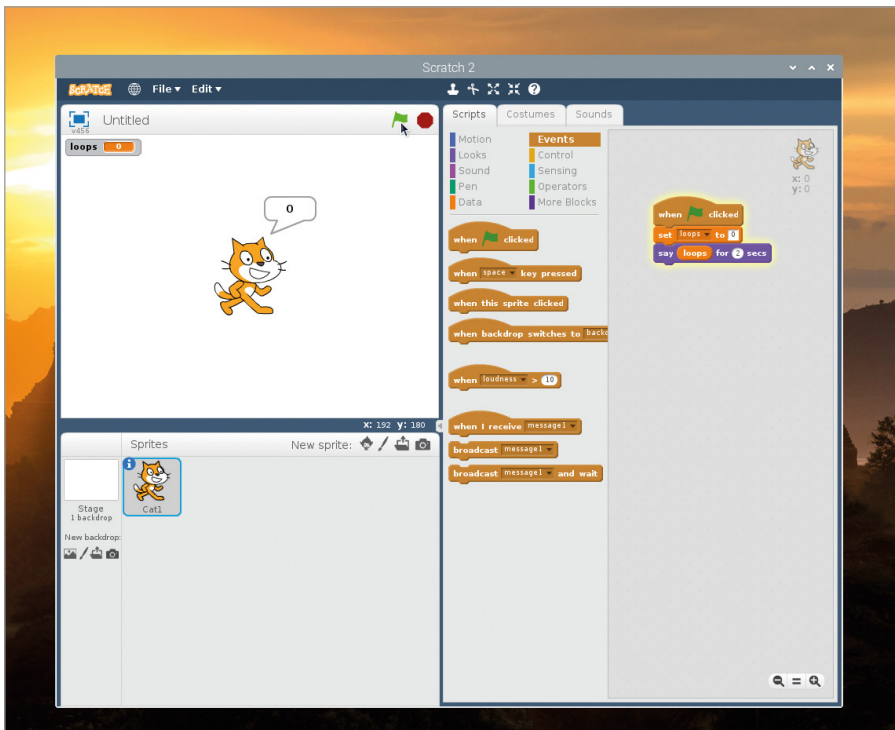 Scratch 2
SCRATCH File Edit
v456 Untitled
loops 0
0
x: 192 y: 180
Sprites New sprite:
Stage
1 backdrop
New backdrop:
Cat1
Scripts Costumes Sounds
Motion Events
Looks Control
Sound Sensing
Pen Operators
Data More Blocks
when clicked
when space key pressed
when this sprite clicked
when backdrop switches to
when loudness > 10
when I receive message1
broadcast message1
broadcast message1 and wait
x: 0
y: 0
when clicked
set loops to 0
say loops for 2 secs